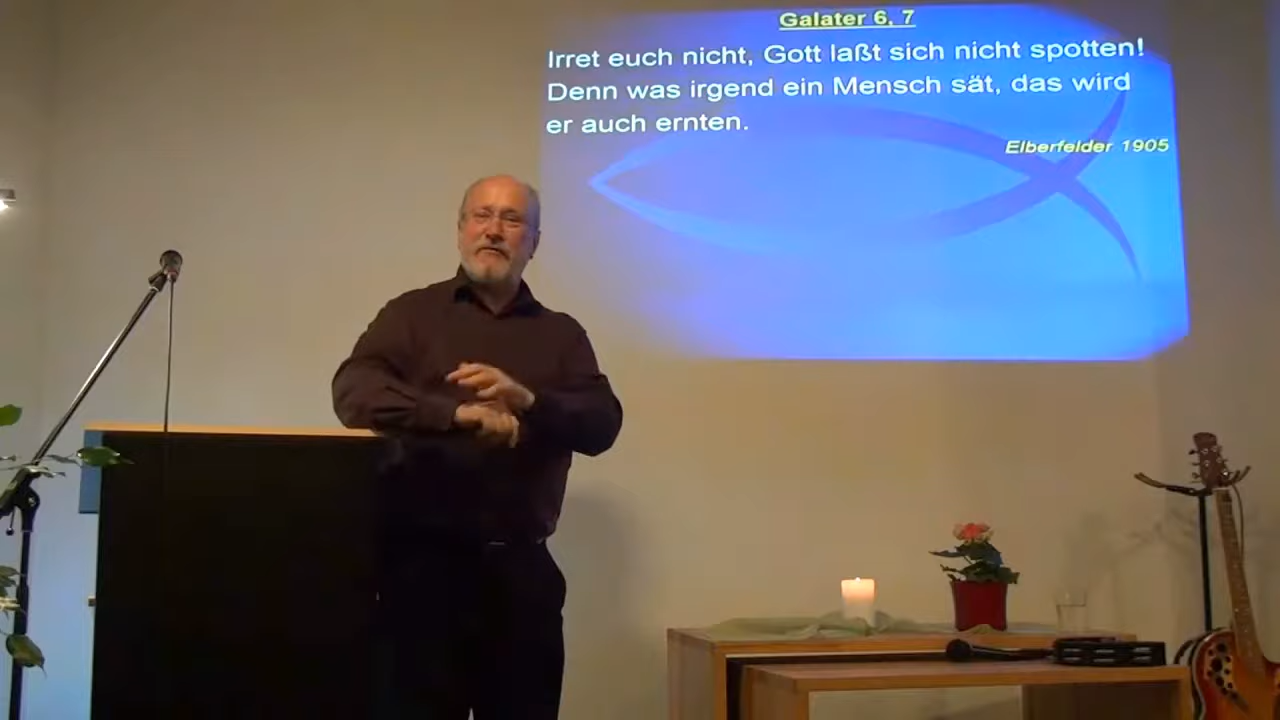 Galater 6, 7
Irret euch nicht, Gott laßt sich nicht spotten!
Denn was irgend ein Mensch sät, das wird
er auch ernten.
Elberfelder 1905